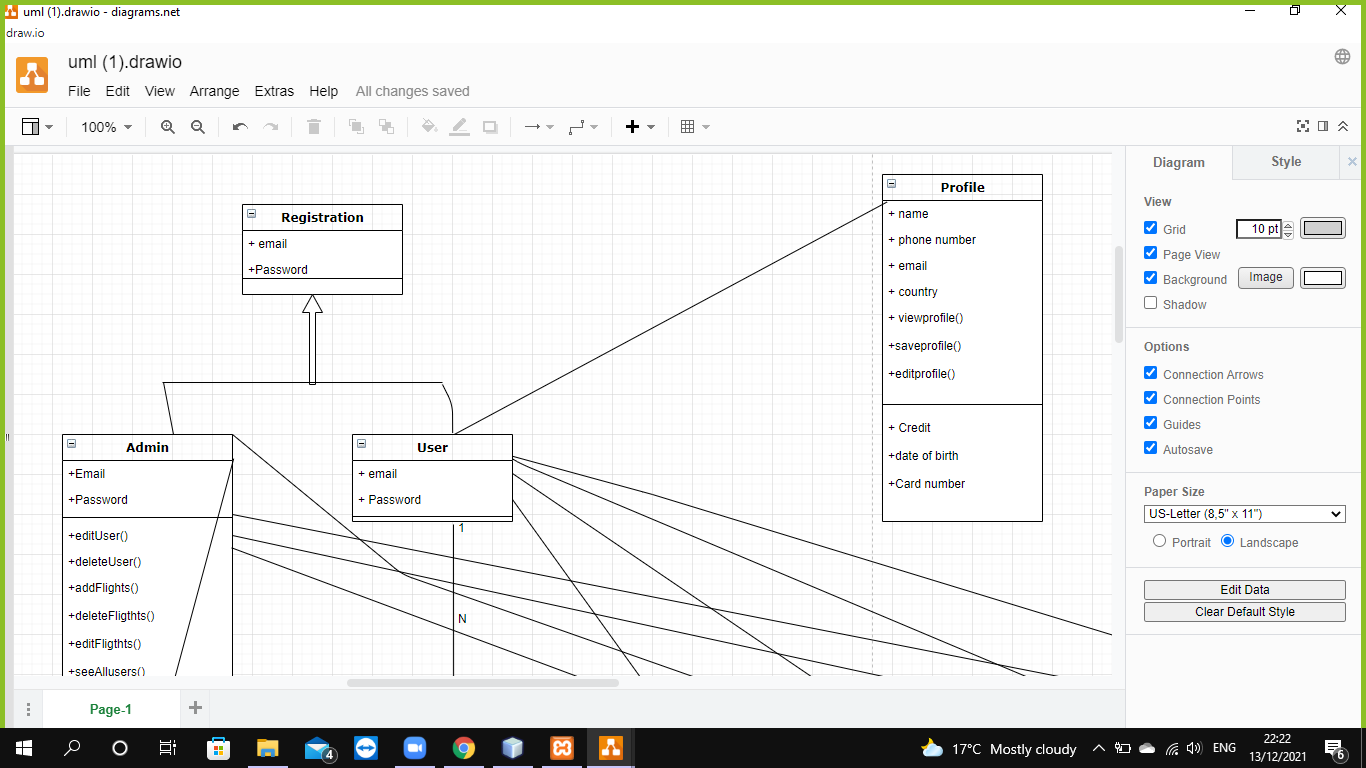 uml (1).drawio - diagrams.net
draw.io
uml (1).drawio
File Edit View Arrange Extras Help All changes saved
100%
Diagram Style
View
Grid 10 pt
Page View
Background Image
Shadow
Options
Connection Arrows
Connection Points
Guides
Autosave
Paper Size
US-Letter (8,5" x 11")
Portrait Landscape
Edit Data
Clear Default Style
Registration
+ email
+Password
Profile
+ name
+ phone number
+ email
+ country
+ viewprofile()
+saveprofile()
+editprofile()
+ Credit
+date of birth
+Card number
Admin
+Email
+Password
+editUser()
+deleteUser()
+addFlights()
+deleteFligthts()
+editFligthts()
+seeAllusers()
User
+ email
+ Password
1
N
Page-1
4
17°C Mostly cloudy
ENG
22:22
13/12/2021
6